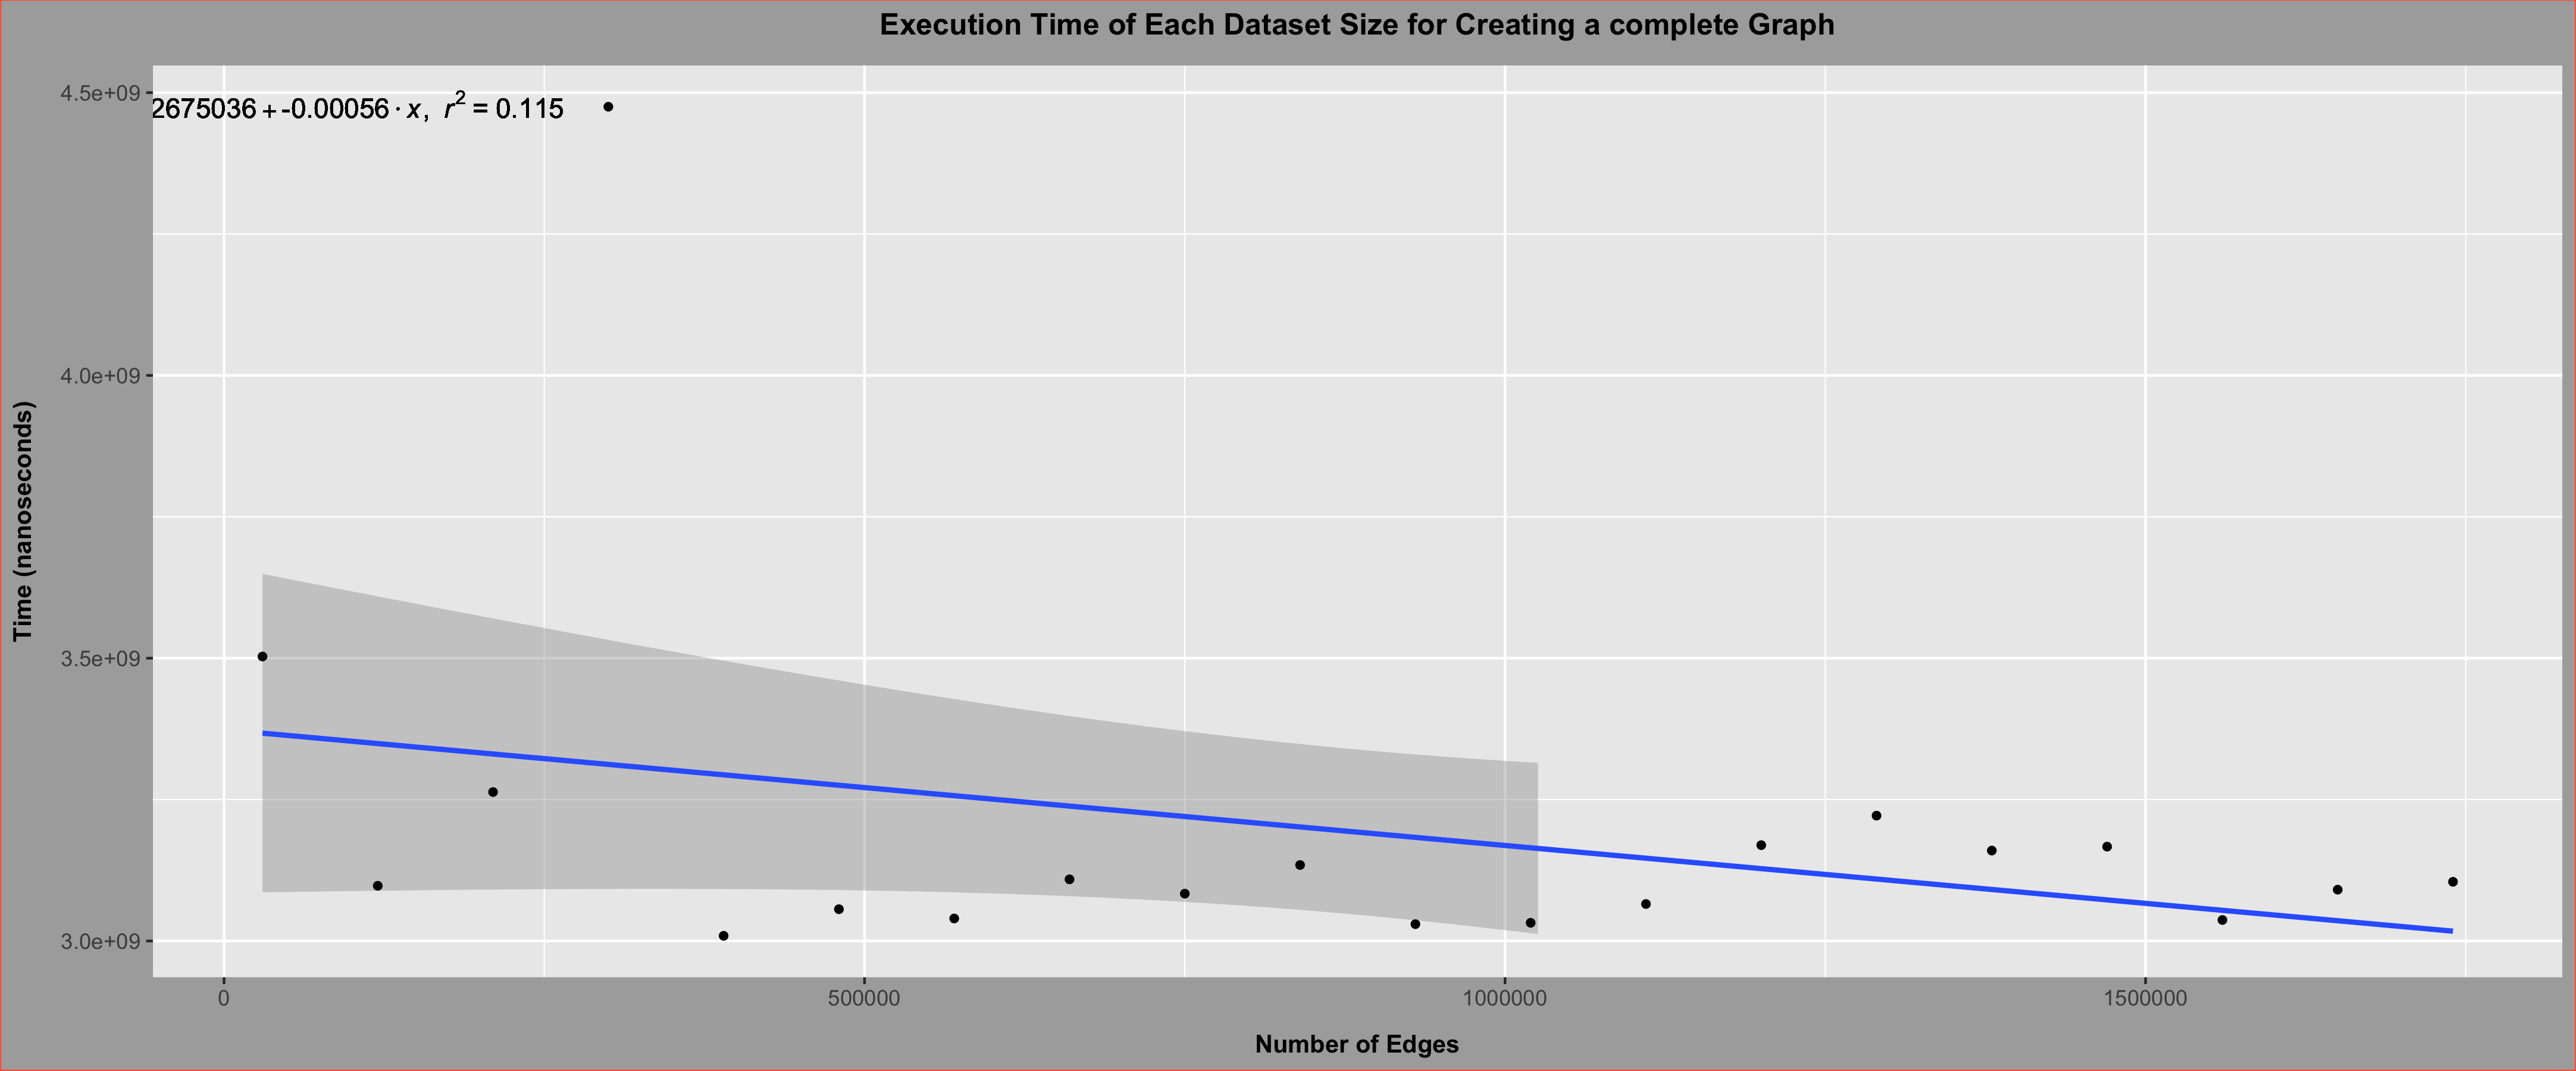 Execution Time of Each Dataset Size for Creating a complete Graph
4.5e+09
2675036 + -0.00056 · x, r² = 0.115
4.0e+09
3.5e+09
3.0e+09
Time (nanoseconds)
0 500000 1000000 1500000
Number of Edges